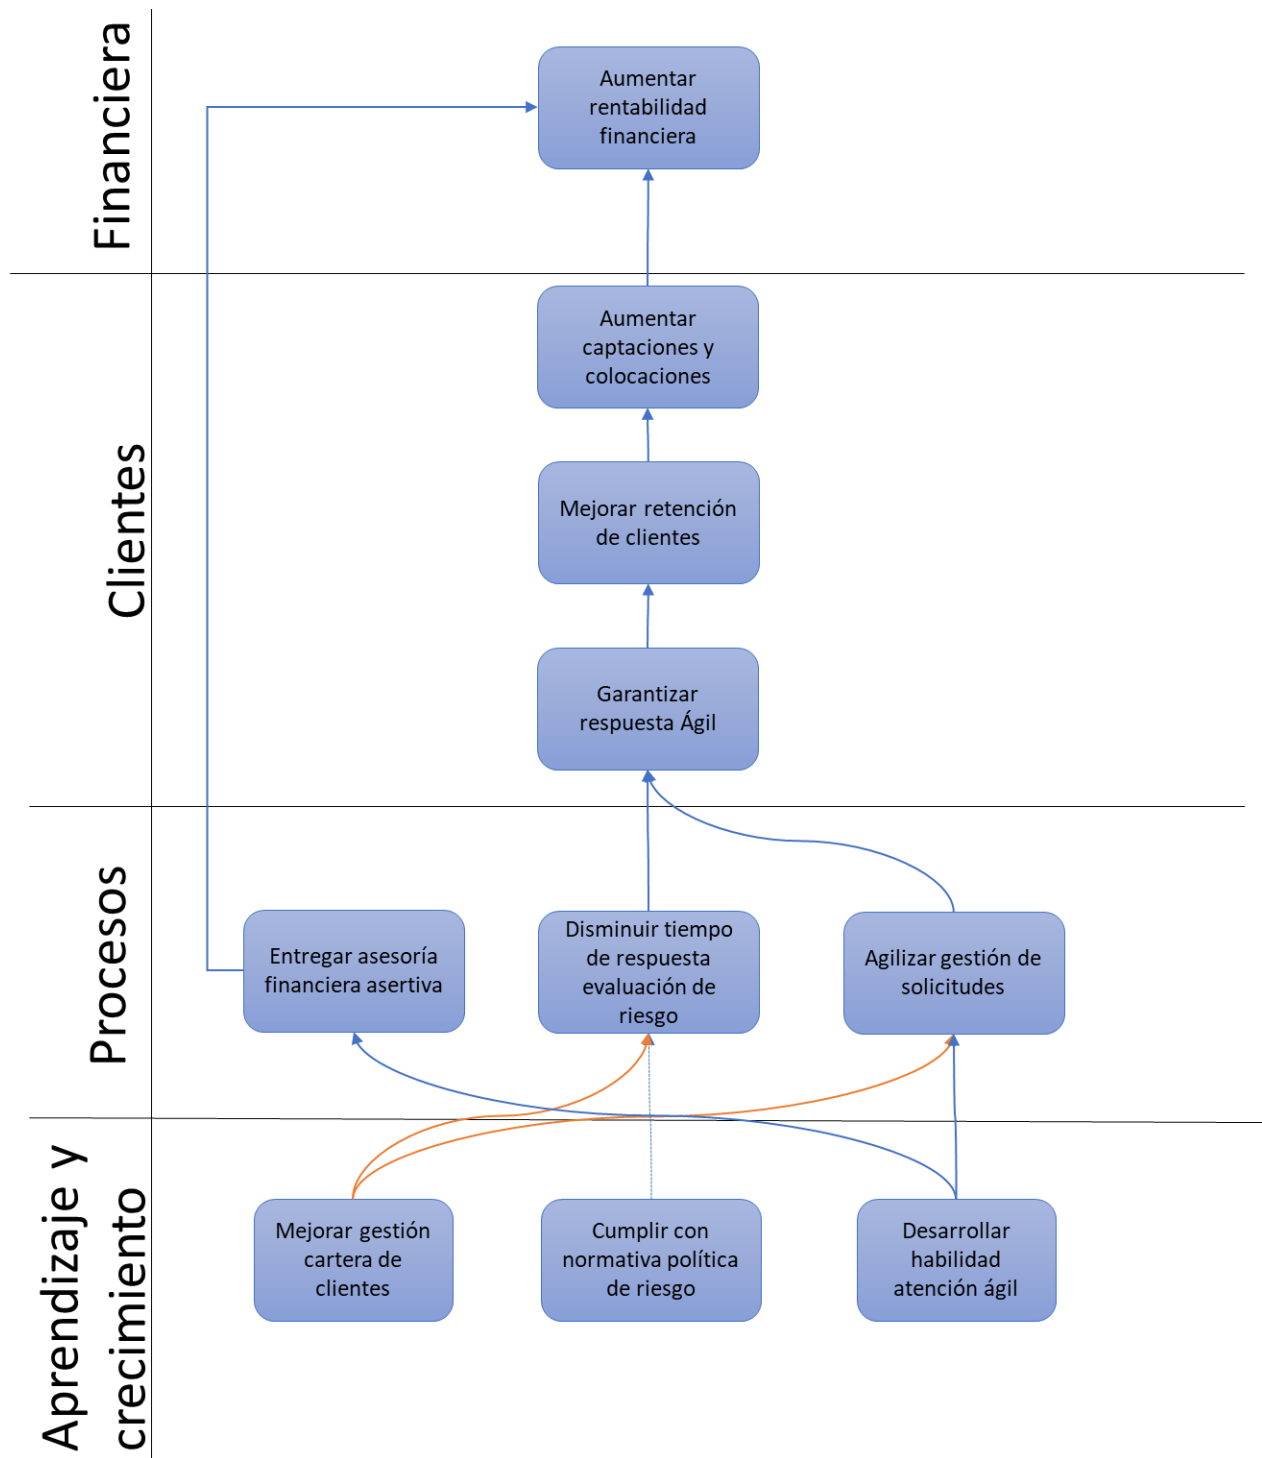 Financiera
Aumentar
rentabilidad
financiera
Clientes
Aumentar
captaciones y
colocaciones
Mejorar retención
de clientes
Garantizar
respuesta Ágil
Procesos
Entregar asesoría
financiera asertiva
Disminuir tiempo
de respuesta
evaluación de
riesgo
Agilizar gestión de
solicitudes
Aprendizaje y
crecimiento
Mejorar gestión
cartera de
clientes
Cumplir con
normativa política
de riesgo
Desarrollar
habilidad
atención ágil